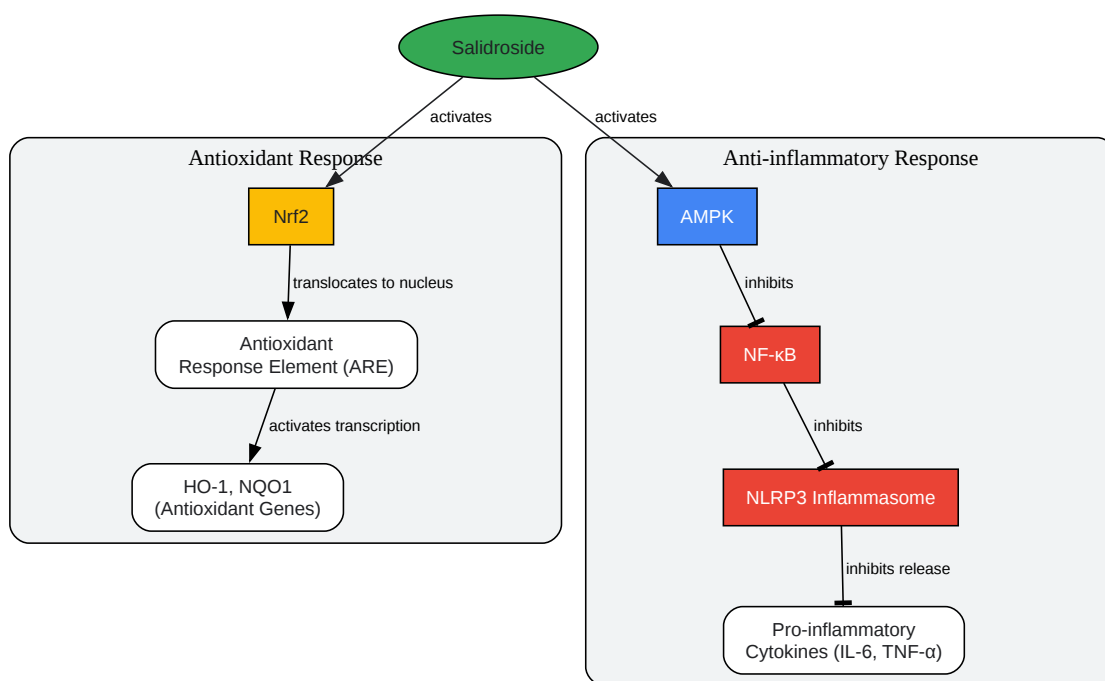 Salidroside
activates
activates
Antioxidant Response
Nrf2
translocates to nucleus
Antioxidant
Response Element (ARE)
activates transcription
HO-1, NQO1
(Antioxidant Genes)
Anti-inflammatory Response
AMPK
inhibits
NF-κB
inhibits
NLRP3 Inflammasome
inhibits release
Pro-inflammatory
Cytokines (IL-6, TNF-α)